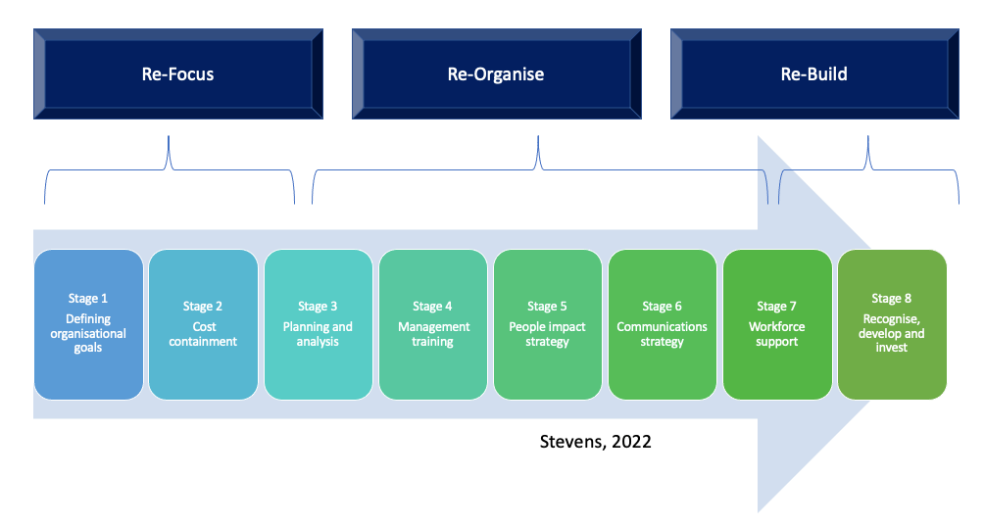 Re-Focus
Re-Organise
Re-Build
Stage 1
Defining
organisational
goals
Stage 2
Cost
containment
Stage 3
Planning and
analysis
Stage 4
Management
training
Stage 5
People impact
strategy
Stage 6
Communications
strategy
Stage 7
Workforce
support
Stage 8
Recognise,
develop and
invest
Stevens, 2022